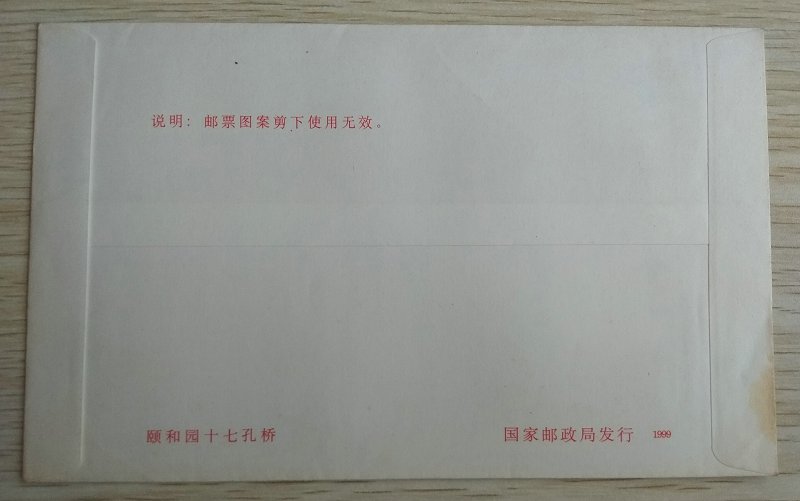 说明：邮票图案剪下使用无效。
颐和园十七孔桥
国家邮政局发行 1999